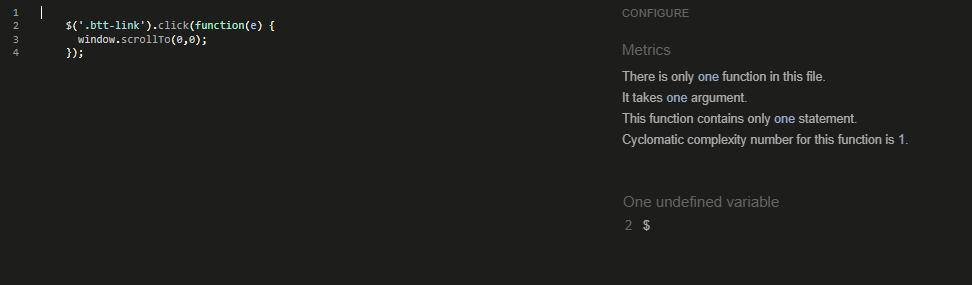 1
2 $('.btt-link').click(function(e) {
3 window.scrollTo(0,0);
4 });
CONFIGURE
Metrics
There is only one function in this file.
It takes one argument.
This function contains only one statement.
Cyclomatic complexity number for this function is 1.
One undefined variable
2 $